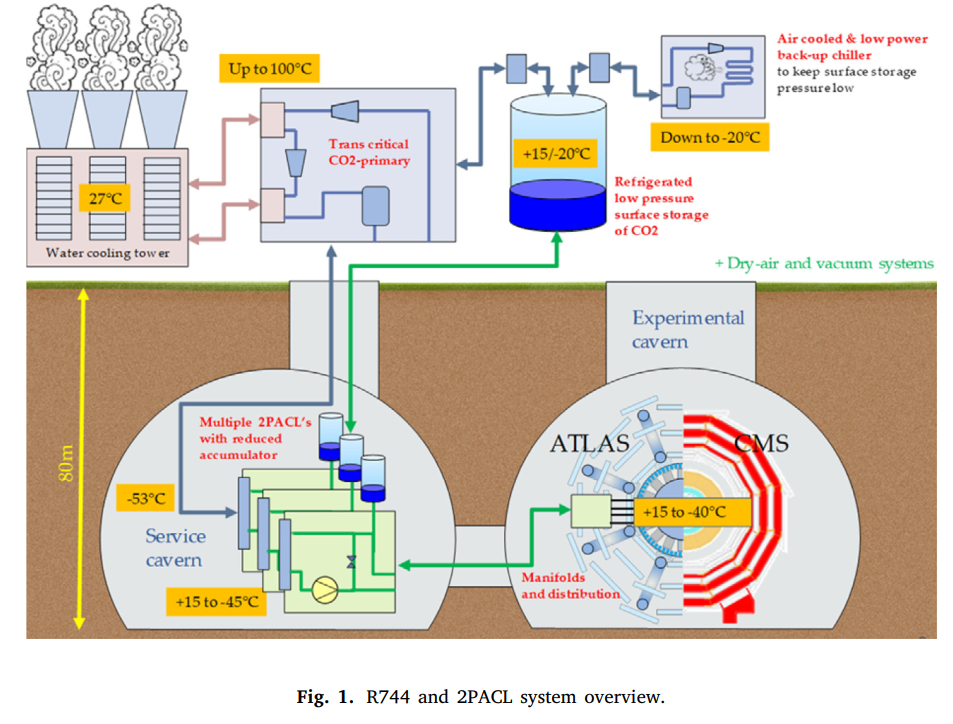 Up to 100°C
Air cooled & low power
back-up chiller
to keep surface storage
pressure low
Trans critical
CO2-primary
+15/-20°C
Down to -20°C
27°C
Refrigerated
low pressure
surface storage
of CO2
Water cooling tower
+ Dry-air and vacuum systems
Experimental
cavern
Multiple 2PACL's
with reduced
accumulator
ATLAS
CMS
80m
-53°C
+15 to -40°C
Service
cavern
Manifolds
and distribution
+15 to -45°C
Fig. 1. R744 and 2PACL system overview.